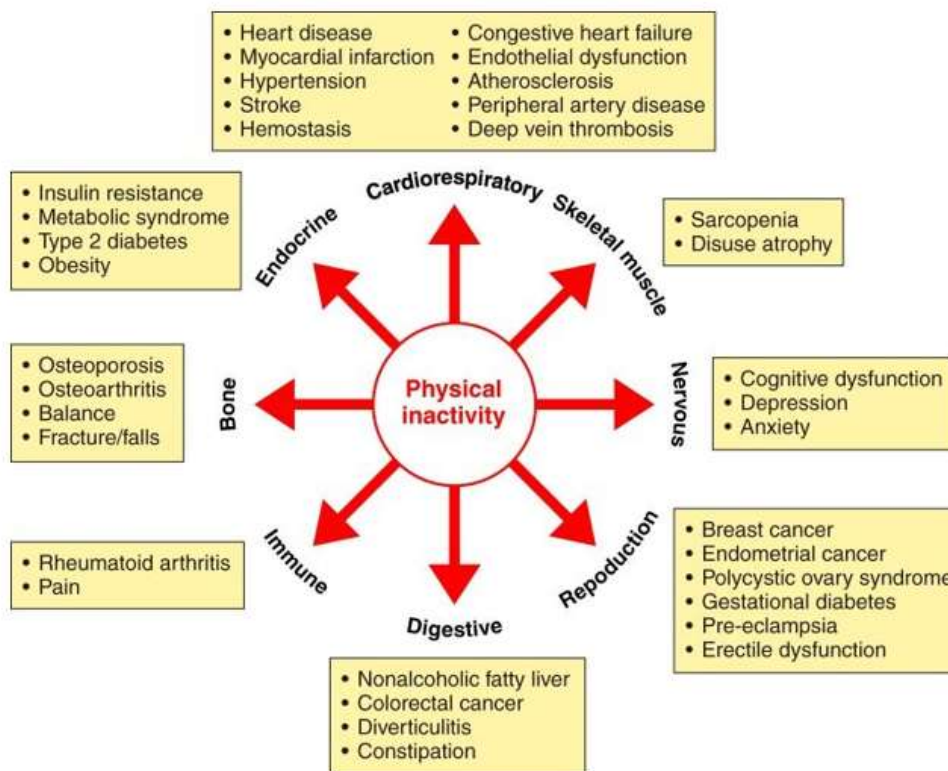 • Heart disease
• Myocardial infarction
• Hypertension
• Stroke
• Hemostasis
• Congestive heart failure
• Endothelial dysfunction
• Atherosclerosis
• Peripheral artery disease
• Deep vein thrombosis
Cardiorespiratory
Skeletal muscle
• Sarcopenia
• Disuse atrophy
Nervous
• Cognitive dysfunction
• Depression
• Anxiety
Repoduction
• Breast cancer
• Endometrial cancer
• Polycystic ovary syndrome
• Gestational diabetes
• Pre-eclampsia
• Erectile dysfunction
Digestive
• Nonalcoholic fatty liver
• Colorectal cancer
• Diverticulitis
• Constipation
Immune
• Rheumatoid arthritis
• Pain
Bone
• Osteoporosis
• Osteoarthritis
• Balance
• Fracture/falls
Endocrine
• Insulin resistance
• Metabolic syndrome
• Type 2 diabetes
• Obesity
Physical
inactivity